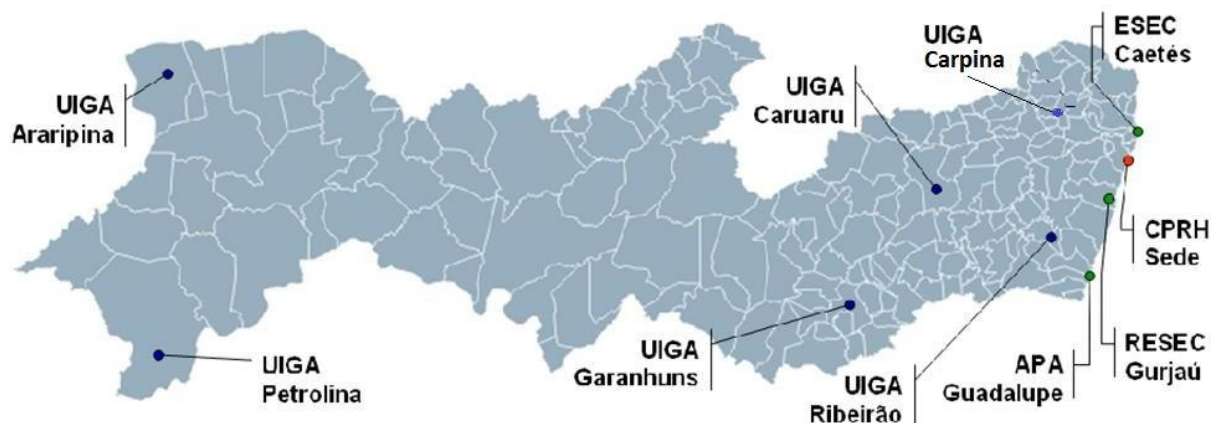 UIGA
Araripina
UIGA
Petrolina
UIGA
Garanhuns
UIGA
Caruaru
UIGA
Carpina
ESEC
Caetés
CPRH
Sede
RESEC
Gurjaú
APA
Guadalupe
UIGA
Ribeirão